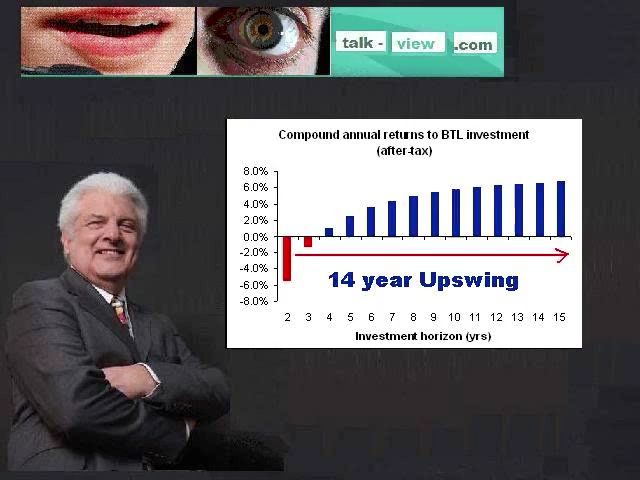 talk - view .com
Compound annual returns to BTL investment
(after-tax)
8.0%
6.0%
4.0%
2.0%
0.0%
-2.0%
-4.0%
-6.0%
-8.0%
14 year Upswing
2 3 4 5 6 7 8 9 10 11 12 13 14 15
Investment horizon (yrs)